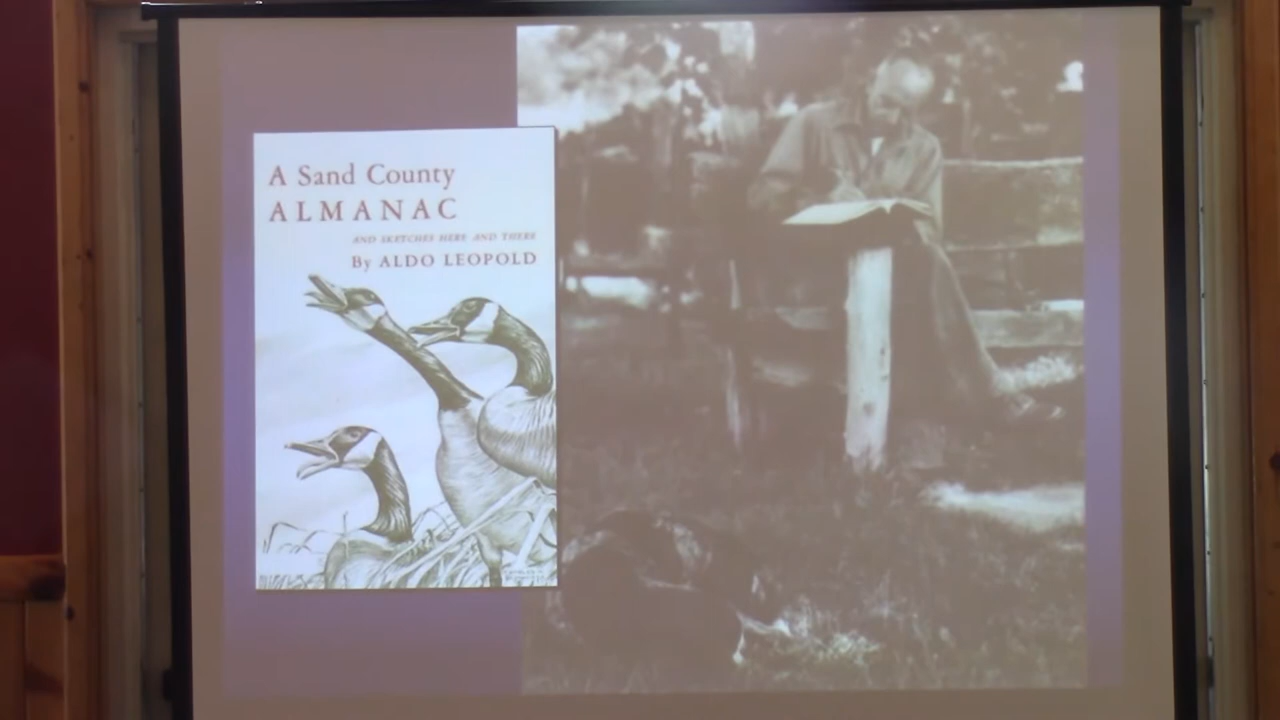 A Sand County
ALMANAC
AND SKETCHES HERE AND THERE
By ALDO LEOPOLD